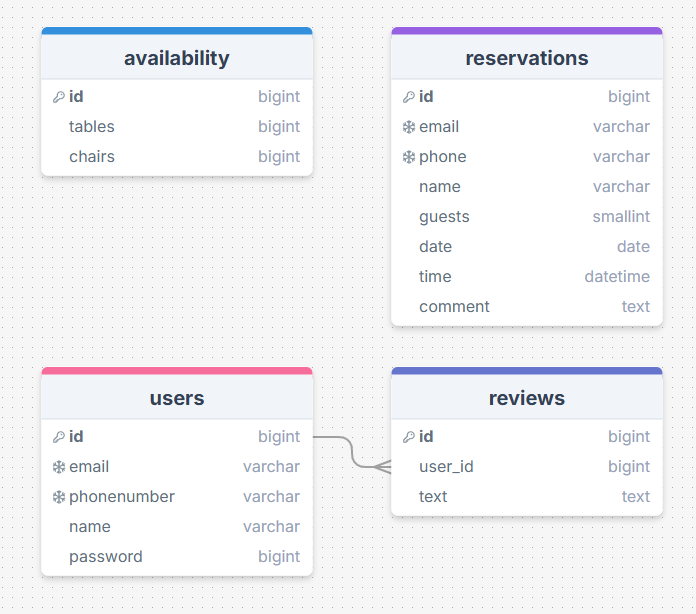 availability
id bigint
tables bigint
chairs bigint
reservations
id bigint
email varchar
phone varchar
name varchar
guests smallint
date date
time datetime
comment text
users
id bigint
email varchar
phonenumber varchar
name varchar
password bigint
reviews
id bigint
user_id bigint
text text